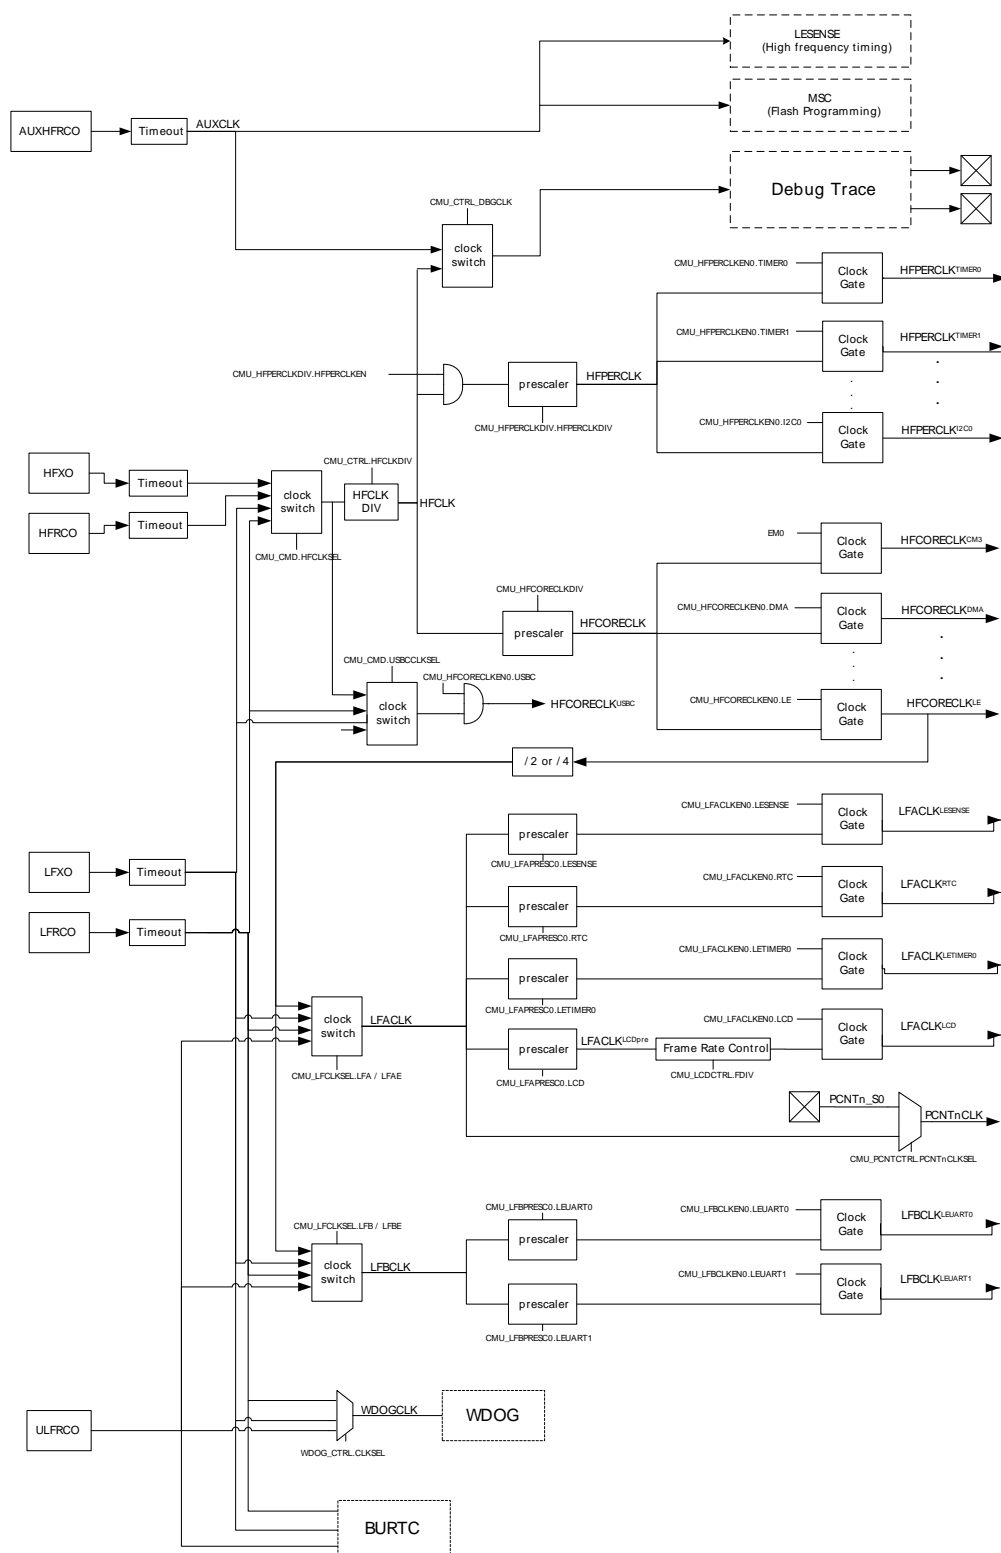 LESENSE
(High frequency timing)
MSC
(Flash Programming)
AUXHFRCO
Timeout
AUXCLK
Debug Trace
CMU_CTRL_DBGCLK
clock
switch
CMU_HFPERCLKEN0.TIMER0
Clock
Gate
HFPERCLKTIMER0
CMU_HFPERCLKEN0.TIMER1
Clock
Gate
HFPERCLKTIMER1
CMU_HFPERCLKDIV.HFPERCLKEN
prescaler
HFPERCLK
CMU_HFPERCLKDIV.HFPERCLKDIV
CMU_HFPERCLKEN0.I2C0
Clock
Gate
HFPERCLKI2C0
HFXO
Timeout
HFRCO
Timeout
clock
switch
CMU_CMD.HFCLKSEL
CMU_CTRL.HFCLKDIV
HFCLK
DIV
HFCLK
EM0
Clock
Gate
HFCORECLKCM3
CMU_HFCORECLKDIV
prescaler
HFCORECLK
CMU_HFCORECLKEN0.DMA
Clock
Gate
HFCORECLKDMA
CMU_CMD.USBCCLKSEL
CMU_HFCORECLKEN0.USBC
clock
switch
HFCORECLKUSBC
CMU_HFCORECLKEN0.LE
Clock
Gate
HFCORECLKLE
/ 2 or / 4
CMU_LFACLKEN0.LESENSE
Clock
Gate
LFACLKLESENSE
prescaler
CMU_LFAPRESC0.LESENSE
LFXO
Timeout
CMU_LFACLKEN0.RTC
Clock
Gate
LFACLKRTC
prescaler
CMU_LFAPRESC0.RTC
LFRCO
Timeout
CMU_LFACLKEN0.LETIMER0
Clock
Gate
LFACLKLETIMER0
prescaler
CMU_LFAPRESC0.LETIMER0
clock
switch
LFACLK
CMU_LFCLKSEL.LFA / LFAE
CMU_LFACLKEN0.LCD
Clock
Gate
LFACLKLCD
prescaler
LFACLKLCDpre
Frame Rate Control
CMU_LFAPRESC0.LCD
CMU_LCDCTRL.FDIV
PCNTn_S0
PCNTnCLK
CMU_PCNTCTRL.PCNTnCLKSEL
CMU_LFCLKSEL.LFB / LFBE
clock
switch
LFBCLK
CMU_LFBPRESC0.LEUART0
prescaler
CMU_LFBCLKEN0.LEUART0
Clock
Gate
LFBCLKLEUART0
prescaler
CMU_LFBPRESC0.LEUART1
CMU_LFBCLKEN0.LEUART1
Clock
Gate
LFBCLKLEUART1
ULFRCO
WDOGCLK
WDOG
WDOG_CTRL.CLKSEL
BURTC